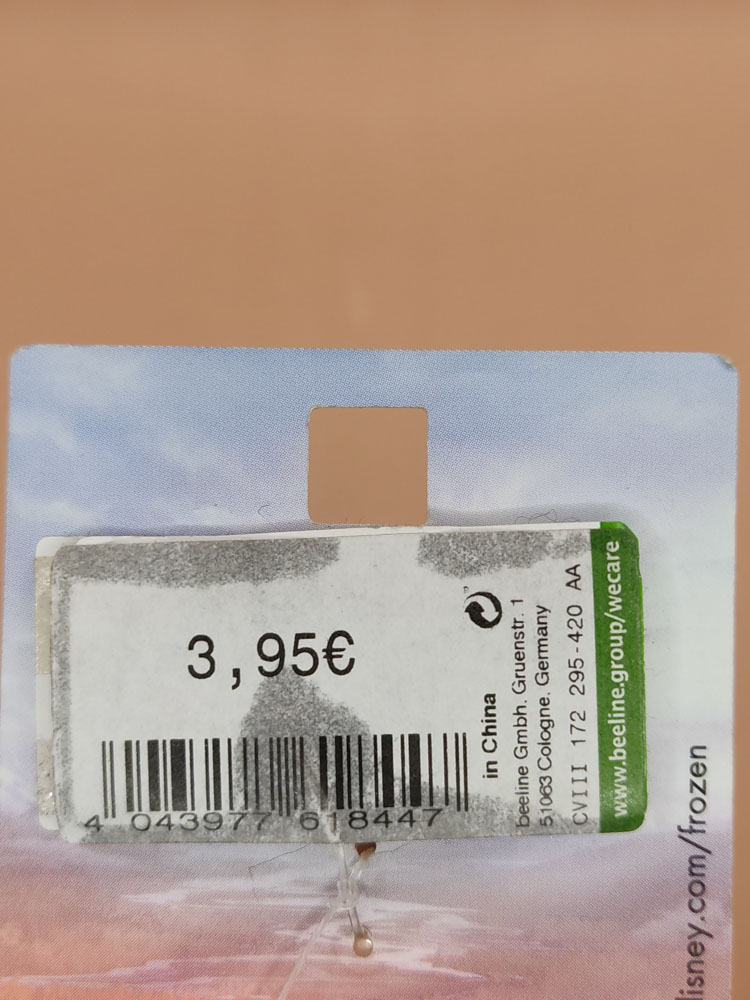 3,95€
4 043977 618447
in China
beeline Gmbh. Gruenstr. 1
51063 Cologne. Germany
CVIII 172 295-420 AA
www.beeline.group/wecare
isney.com/frozen